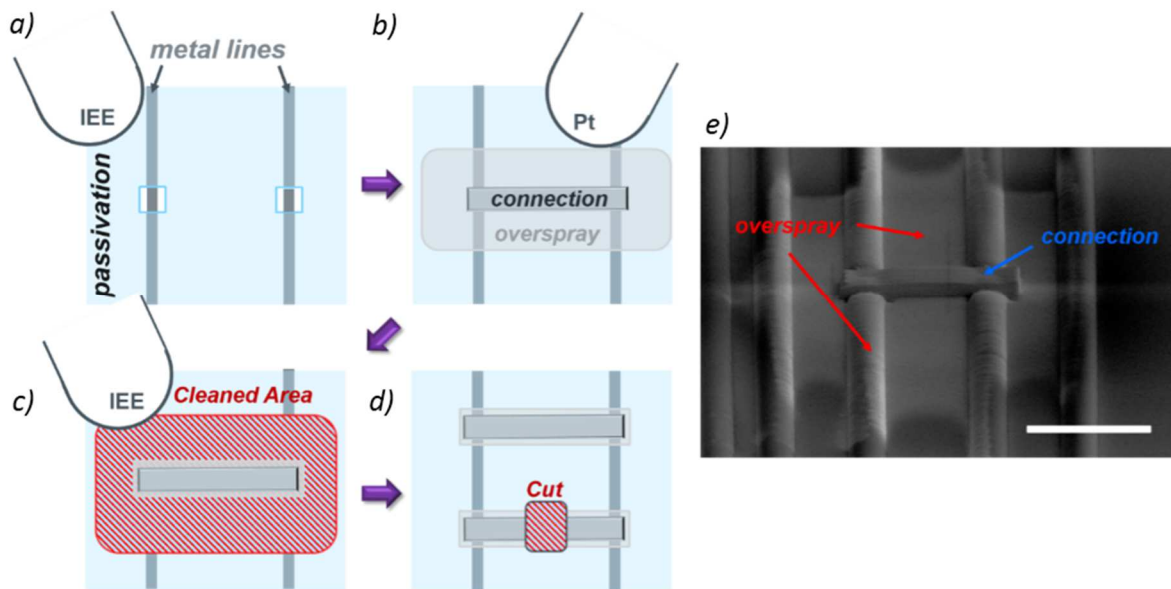 a)
metal lines
IEE
passivation
b)
Pt
connection
overspray
c)
Cleaned Area
IEE
d)
Cut
e)
overspray
connection